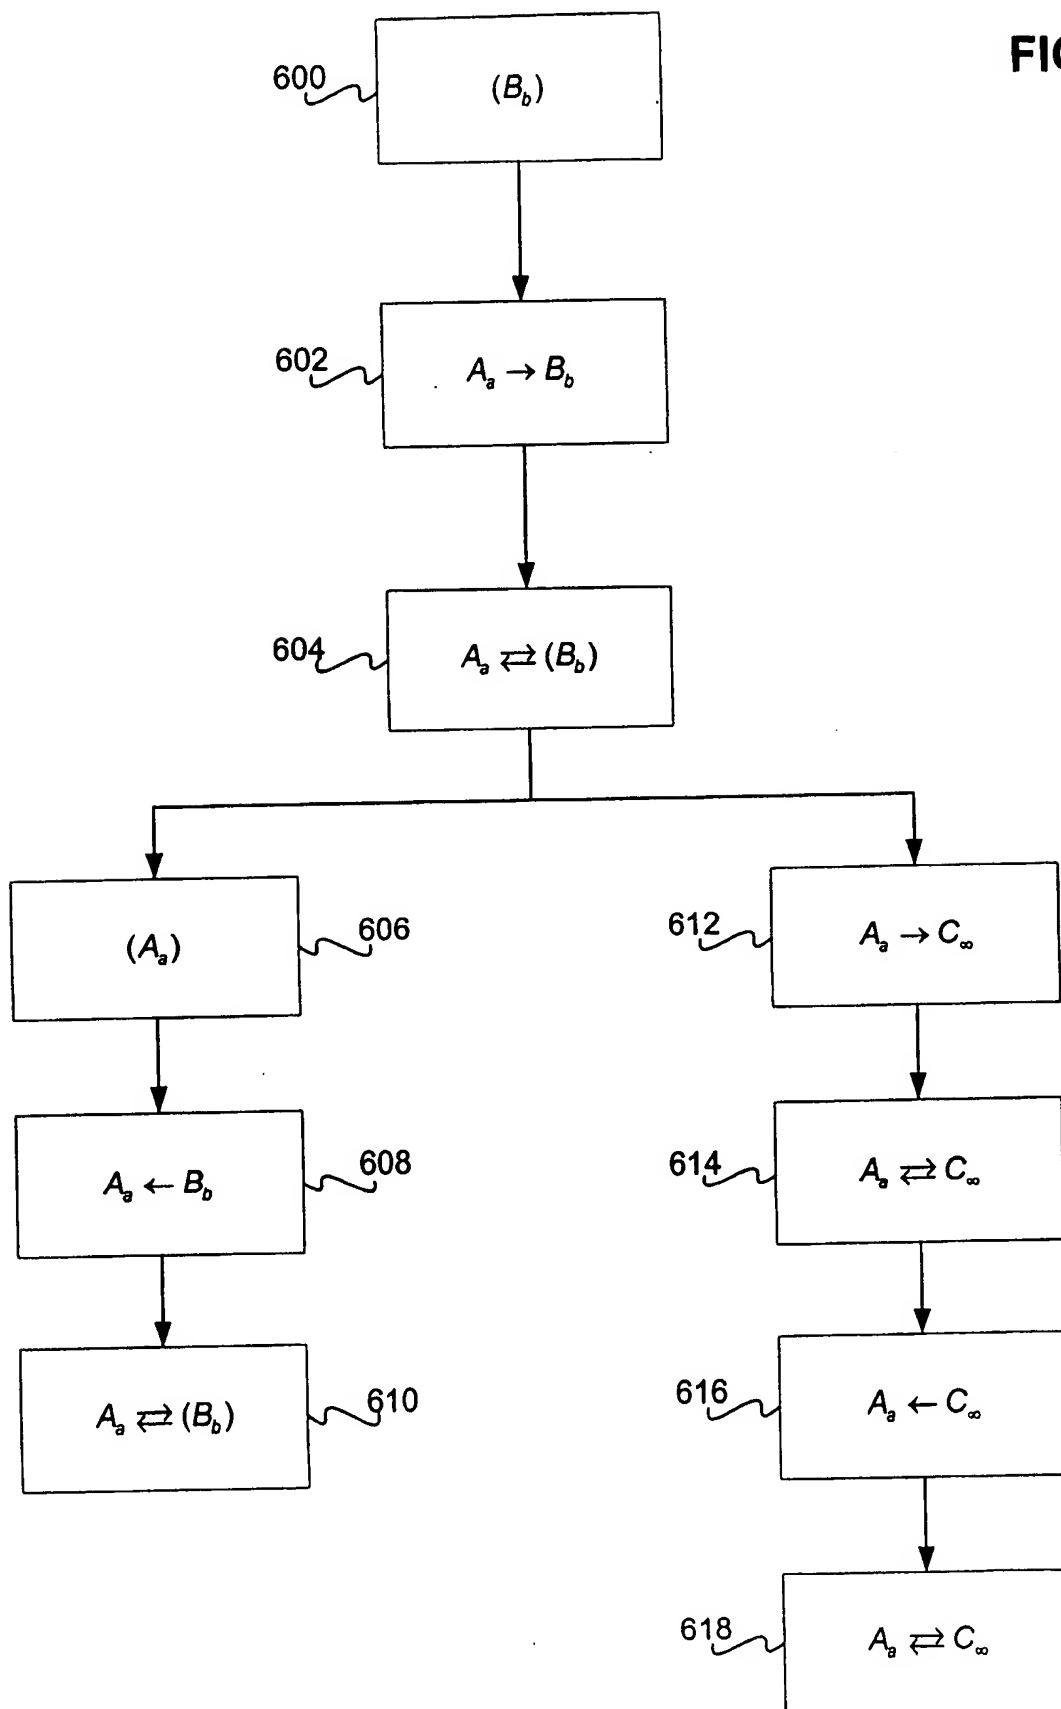 FIG
600
(B_b)
602
A_a → B_b
604
A_a ⇄ (B_b)
(A_a)
606
612
A_a → C_∞
A_a ← B_b
608
614
A_a ⇄ C_∞
A_a ⇄ (B_b)
610
616
A_a ← C_∞
618
A_a ⇄ C_∞